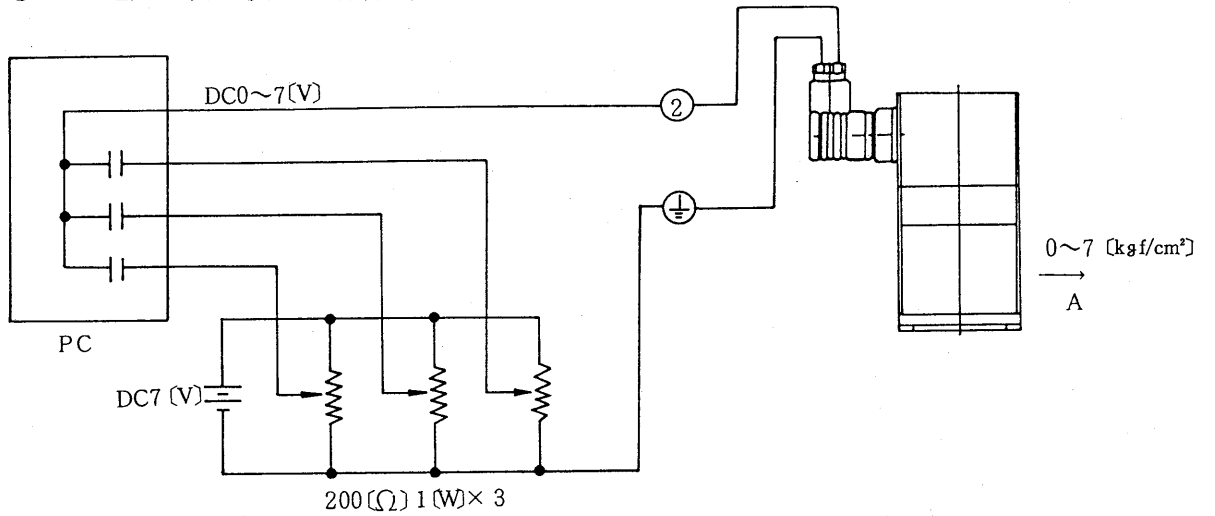 DC0～7〔V〕
②
0～7〔kgf/cm²〕
A
PC
DC7〔V〕
200〔Ω〕1〔W〕× 3